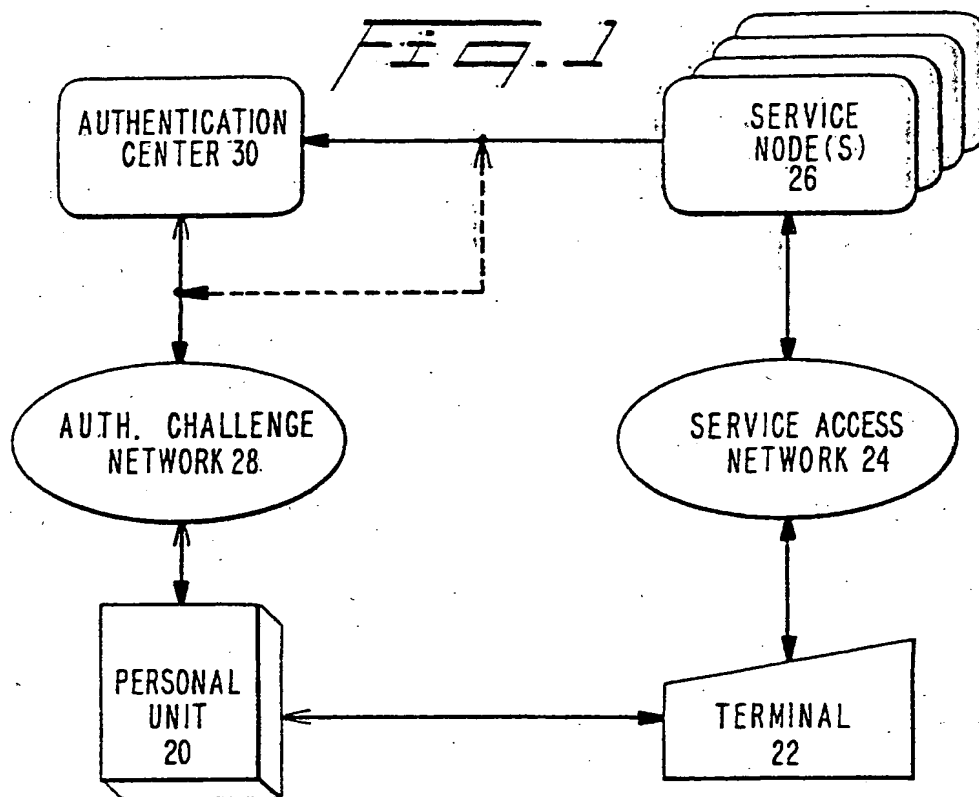 Fig. 1
AUTHENTICATION
CENTER 30
SERVICE
NODE(S)
26
AUTH. CHALLENGE
NETWORK 28
SERVICE ACCESS
NETWORK 24
PERSONAL
UNIT
20
TERMINAL
22